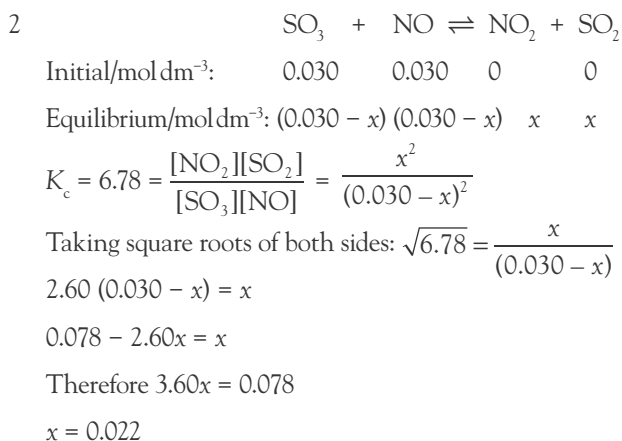 2 SO₃ + NO ⇌ NO₂ + SO₂
Initial/mol dm⁻³: 0.030 0.030 0 0
Equilibrium/mol dm⁻³: (0.030 − x) (0.030 − x) x x
K_c = 6.78 = [NO₂][SO₂] / [SO₃][NO] = x² / (0.030 – x)²
Taking square roots of both sides: √6.78 = x / (0.030 – x)
2.60 (0.030 − x) = x
0.078 − 2.60x = x
Therefore 3.60x = 0.078
x = 0.022